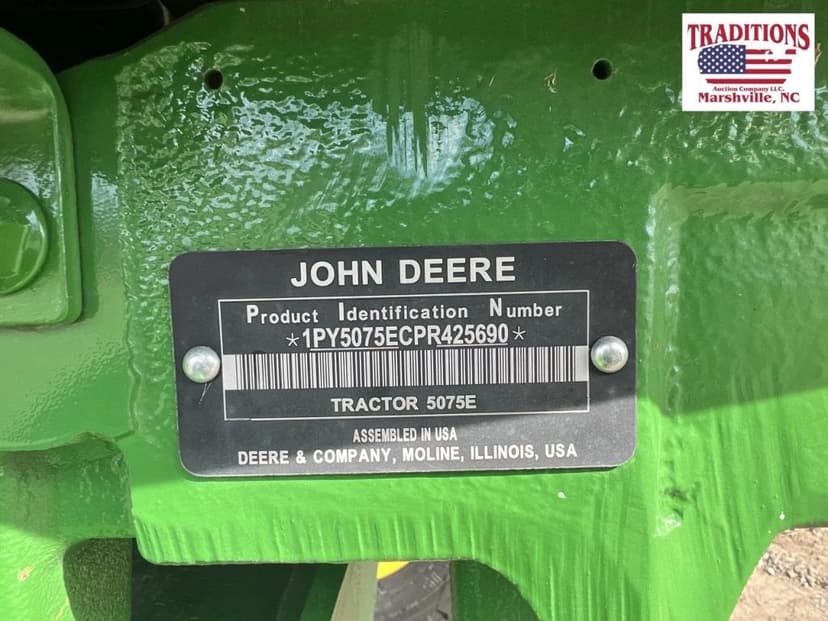 TRADITIONS
Auction Company LLC.
Marshville, NC
JOHN DEERE
Product Identification Number
*1PY5075ECPR425690*
TRACTOR 5075E
ASSEMBLED IN USA
DEERE & COMPANY, MOLINE, ILLINOIS, USA